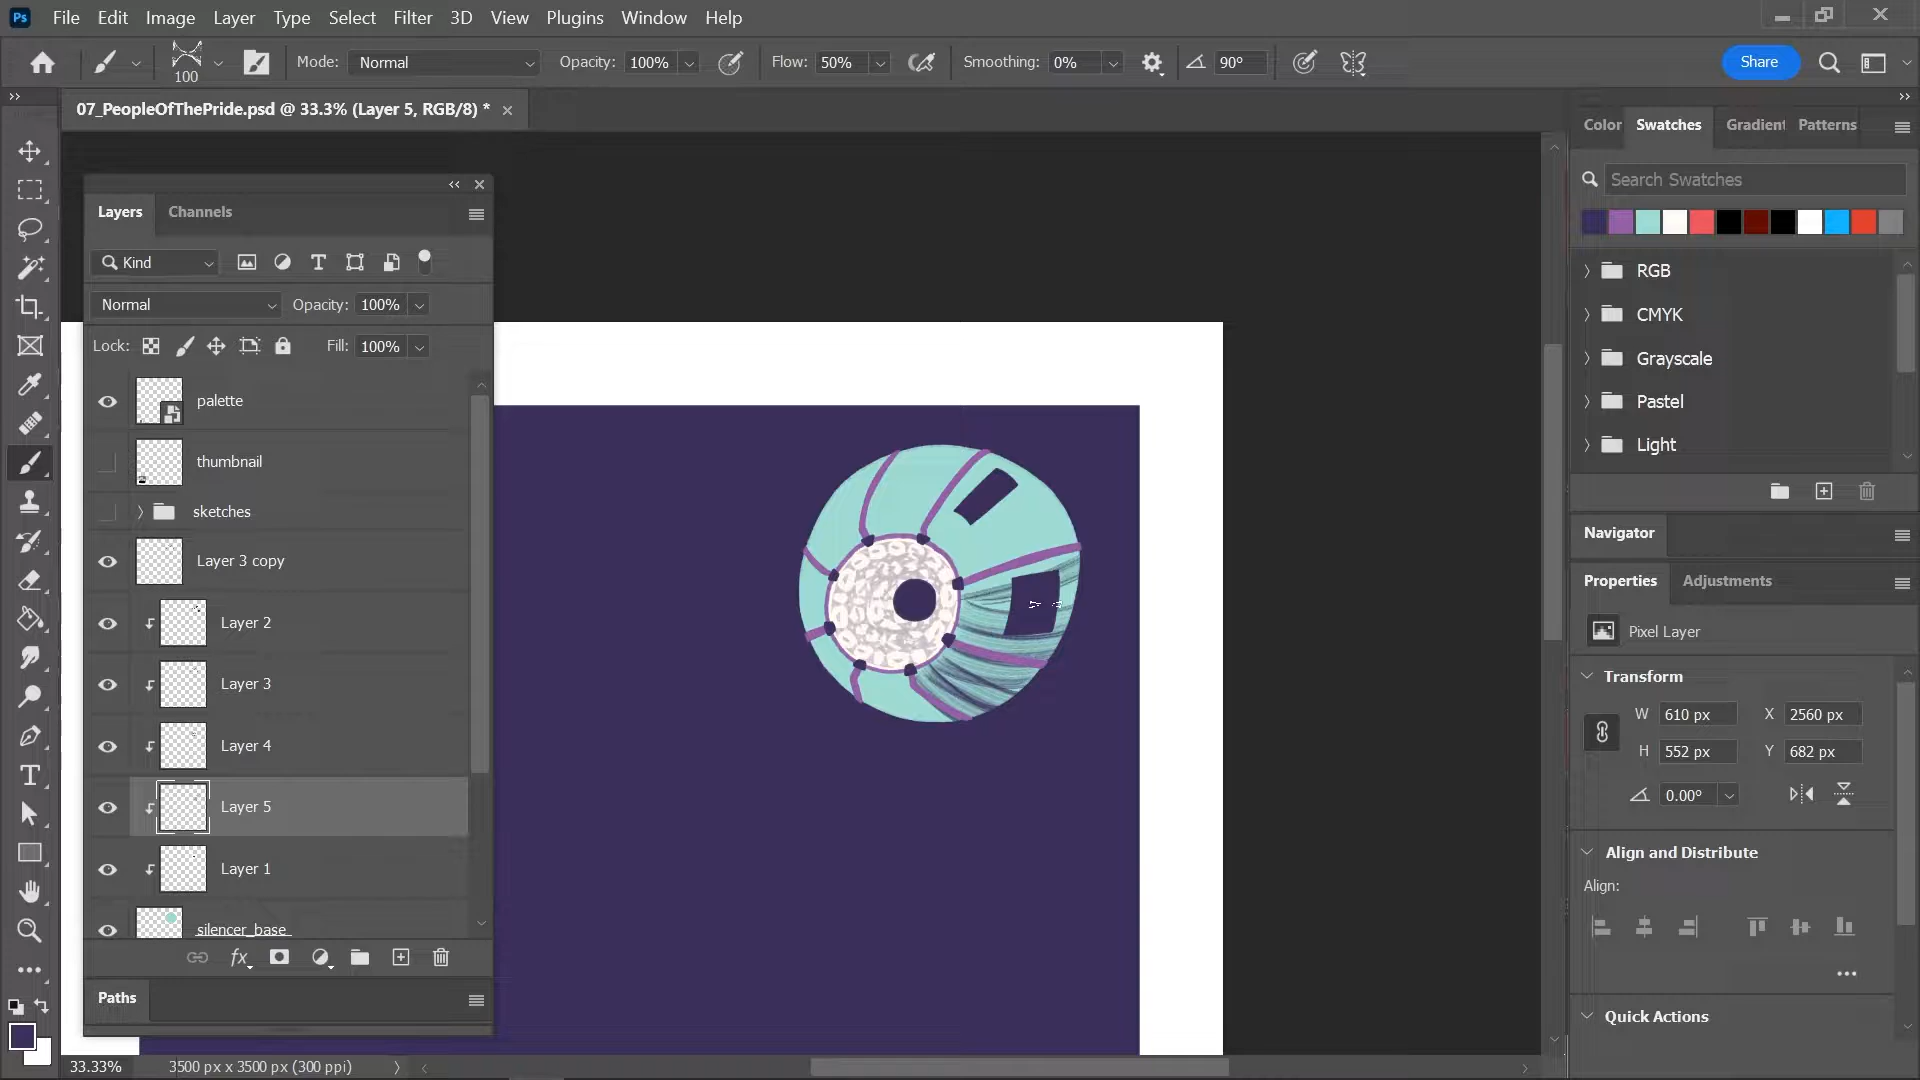 Ps File Edit Image Layer Type Select Filter 3D View Plugins Window Help
100 Mode: Normal Opacity: 100% Flow: 50% Smoothing: 0% 90° Share
07_PeopleOfThePride.psd @ 33.3% (Layer 5, RGB/8) *
Color Swatches Gradient Patterns
Search Swatches
RGB
CMYK
Grayscale
Pastel
Light
Navigator
Properties Adjustments
Pixel Layer
Transform
W 610 px X 2560 px
H 552 px Y 682 px
0.00°
Align and Distribute
Align:
Quick Actions
Layers Channels
Kind
Normal Opacity: 100%
Lock: Fill: 100%
palette
thumbnail
sketches
Layer 3 copy
Layer 2
Layer 3
Layer 4
Layer 5
Layer 1
silencer_base
fx
Paths
33.33% 3500 px x 3500 px (300 ppi)